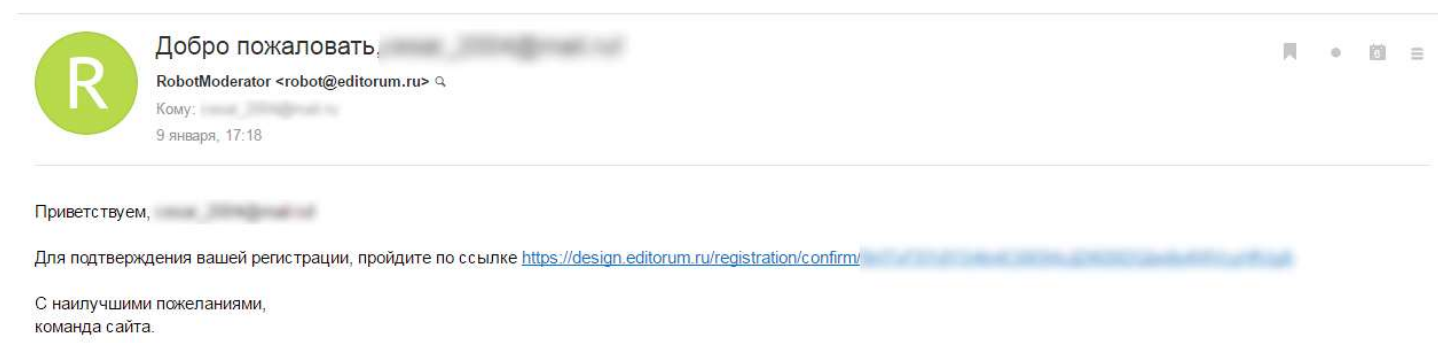 R
Добро пожаловать,
RobotModerator <robot@editorum.ru>
Кому:
9 января, 17:18
6
Приветствуем,
Для подтверждения вашей регистрации, пройдите по ссылке https://design.editorum.ru/registration/confirm/
С наилучшими пожеланиями,
команда сайта.